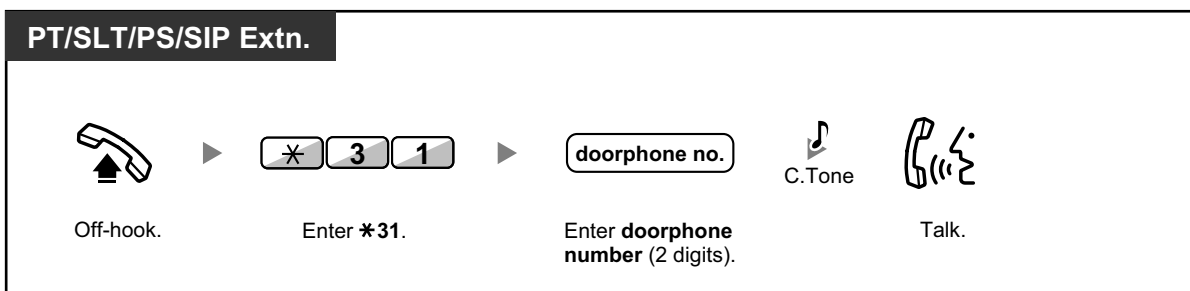 PT/SLT/PS/SIP Extn.
✳ 3 1
doorphone no.
C.Tone
Off-hook.
Enter ✳31.
Enter doorphone
number (2 digits).
Talk.